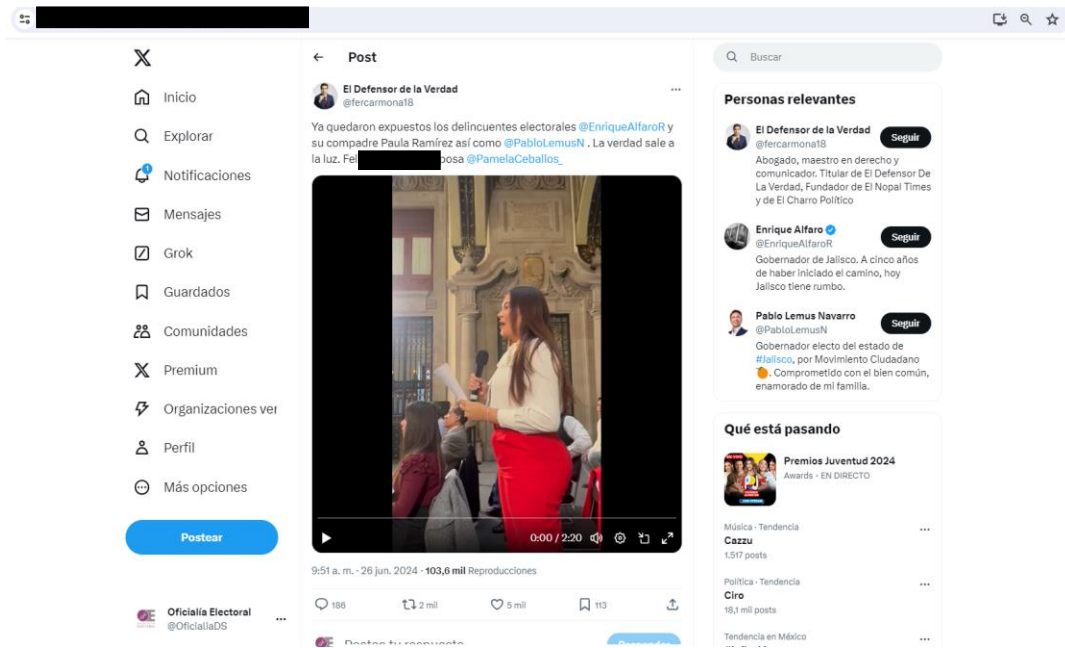 X
Inicio
Explorar
1
Notificaciones
Mensajes
Grok
Guardados
Comunidades
X
Premium
Organizaciones ver
Perfil
Más opciones
Postear
Oficialía Electoral
@OficialiaDS
Post
El Defensor de la Verdad
@fercarmona18
Ya quedaron expuestos los delincuentes electorales @EnriqueAlfaroR y
su compadre Paula Ramírez así como @PabloLemusN . La verdad sale a
la luz. Fel posa @PamelaCeballos_
0:00 / 2:20
9:51 a. m. · 26 jun. 2024 · 103,6 mil Reproducciones
186
2 mil
5 mil
113
Postea tu respuesta
Responder
Buscar
Personas relevantes
El Defensor de la Verdad
@fercarmona18
Seguir
Abogado, maestro en derecho y
comunicador. Titular de El Defensor De
La Verdad, Fundador de El Nopal Times
y de El Charro Político
Enrique Alfaro
@EnriqueAlfaroR
Seguir
Gobernador de Jalisco. A cinco años
de haber iniciado el camino, hoy
Jalisco tiene rumbo.
Pablo Lemus Navarro
@PabloLemusN
Seguir
Gobernador electo del estado de
#Jalisco, por Movimiento Ciudadano
. Comprometido con el bien común,
enamorado de mi familia.
Qué está pasando
Premios Juventud 2024
Awards · EN DIRECTO
Música · Tendencia
Cazzu
1.517 posts
Política · Tendencia
Ciro
18,1 mil posts
Tendencia en México